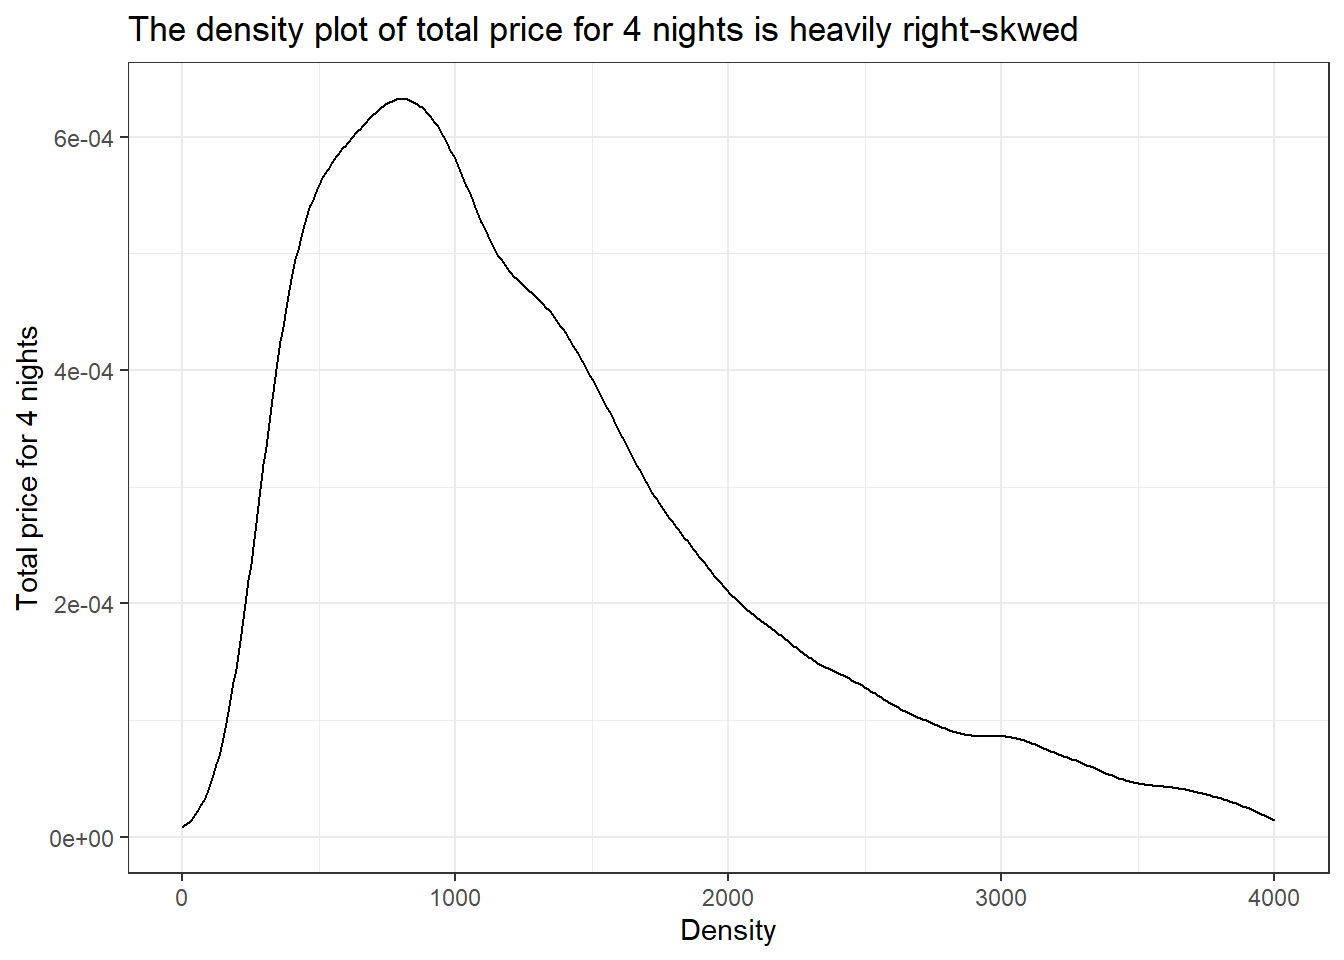 The density plot of total price for 4 nights is heavily right-skwed
Total price for 4 nights
6e-04
4e-04
2e-04
0e+00
0 1000 2000 3000 4000
Density